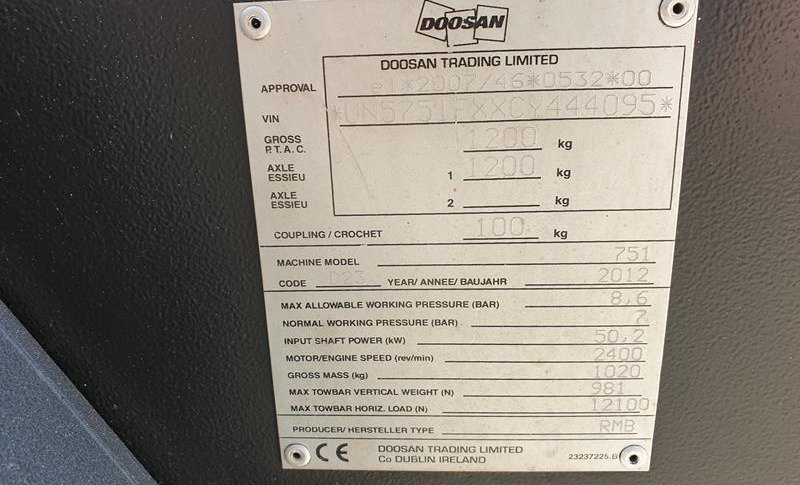 DOOSAN
DOOSAN TRADING LIMITED
APPROVAL e1*2007/46*0532*00
VIN
GROSS P.T.A.C. 1200 kg
AXLE ESSIEU 1 1200 kg
AXLE ESSIEU 2 kg
COUPLING / CROCHET 100 kg
MACHINE MODEL 751
CODE YEAR/ ANNEE/ BAUJAHR 2012
MAX ALLOWABLE WORKING PRESSURE (BAR) 8,6
NORMAL WORKING PRESSURE (BAR) 7
INPUT SHAFT POWER (kW) 50,2
MOTOR/ENGINE SPEED (rev/min) 2400
GROSS MASS (kg) 1020
MAX TOWBAR VERTICAL WEIGHT (N) 981
MAX TOWBAR HORIZ. LOAD (N) 12100
PRODUCER/ HERSTELLER TYPE RMB
CE DOOSAN TRADING LIMITED
Co DUBLIN IRELAND 23237225.B